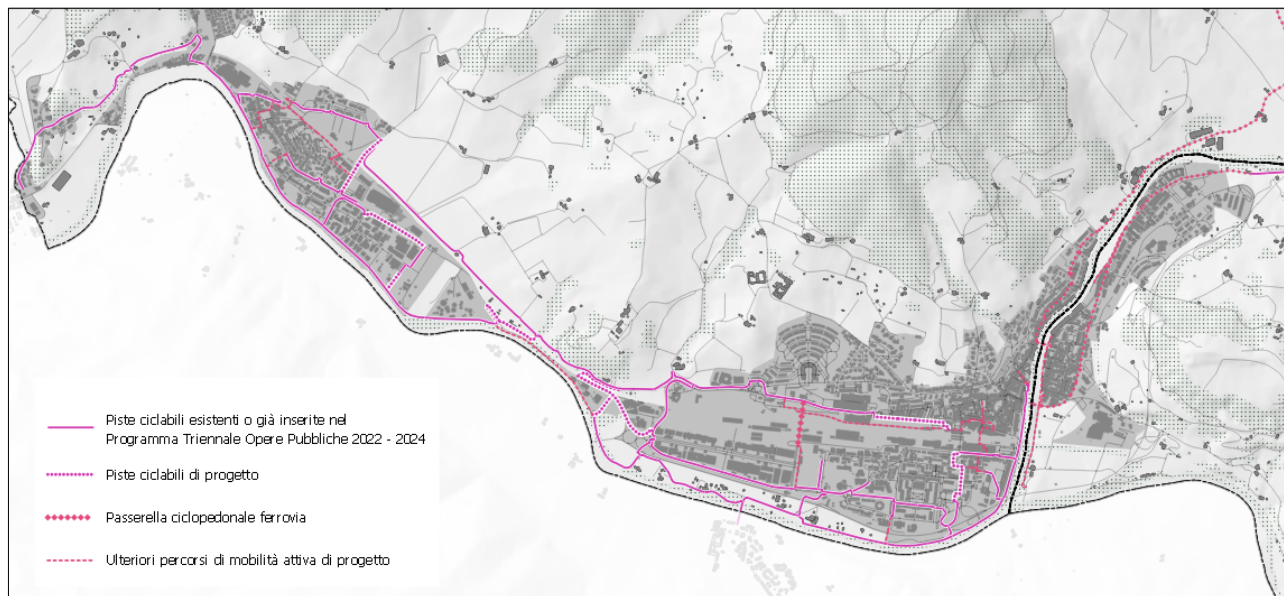 Piste ciclabili esistenti o già inserite nel
Programma Triennale Opere Pubbliche 2022 - 2024
Piste ciclabili di progetto
Passerella ciclopedonale ferrovia
Ulteriori percorsi di mobilità attiva di progetto